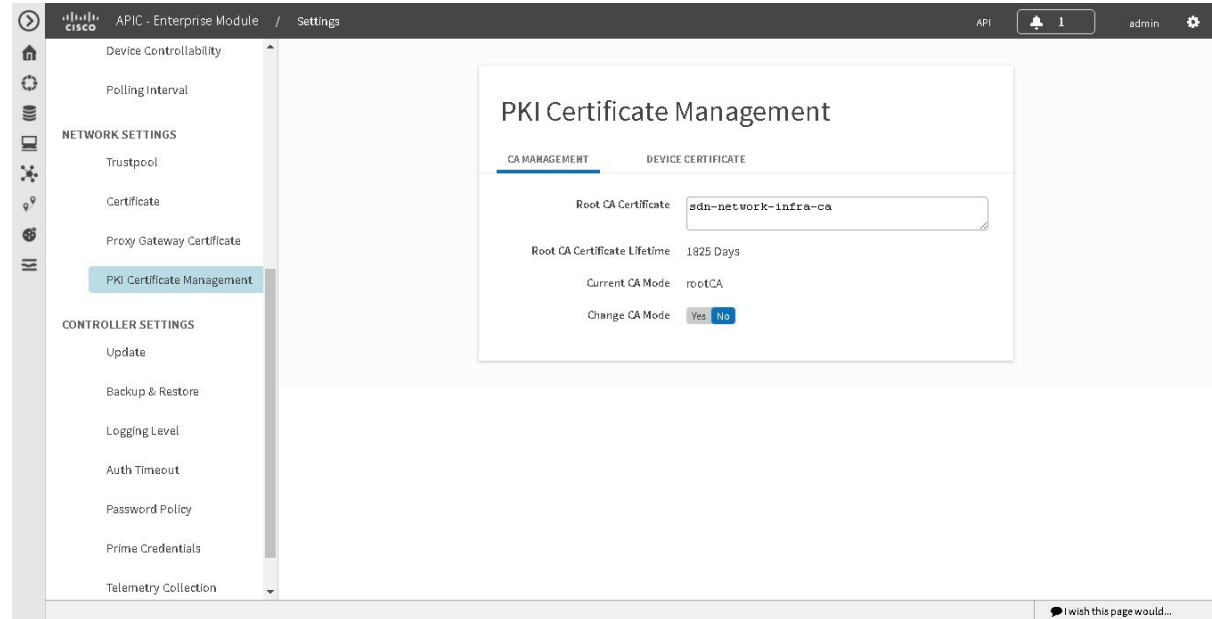 cisco APIC - Enterprise Module / Settings API 1 admin
Device Controllability
Polling Interval
NETWORK SETTINGS
Trustpool
Certificate
Proxy Gateway Certificate
PKI Certificate Management
CONTROLLER SETTINGS
Update
Backup & Restore
Logging Level
Auth Timeout
Password Policy
Prime Credentials
Telemetry Collection
PKI Certificate Management
CA MANAGEMENT DEVICE CERTIFICATE
Root CA Certificate sdn-network-infra-ca
Root CA Certificate Lifetime 1825 Days
Current CA Mode rootCA
Change CA Mode Yes No
I wish this page would...